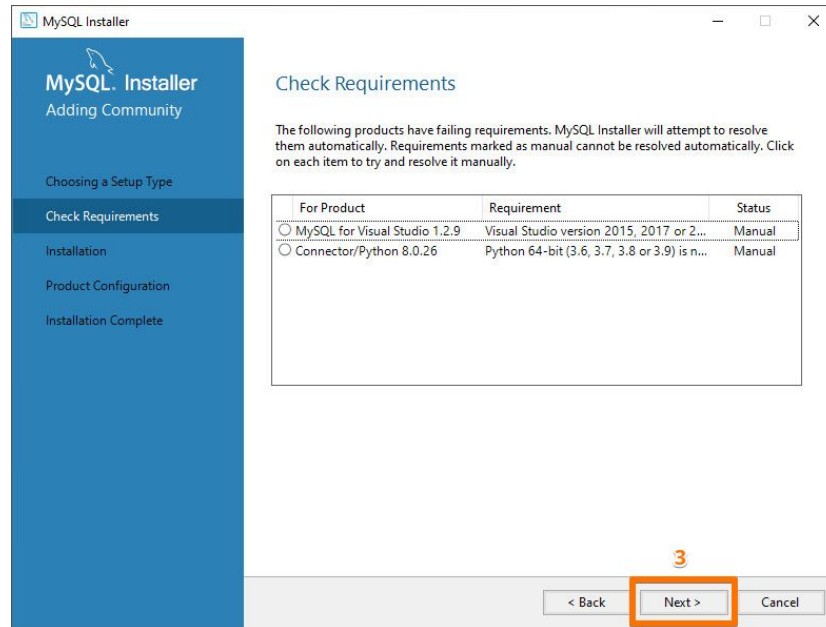 MySQL Installer
MySQL. Installer
Adding Community
Choosing a Setup Type
Check Requirements
Installation
Product Configuration
Installation Complete
Check Requirements
The following products have failing requirements. MySQL Installer will attempt to resolve
them automatically. Requirements marked as manual cannot be resolved automatically. Click
on each item to try and resolve it manually.
For Product Requirement Status
MySQL for Visual Studio 1.2.9 Visual Studio version 2015, 2017 or 2... Manual
Connector/Python 8.0.26 Python 64-bit (3.6, 3.7, 3.8 or 3.9) is n... Manual
3
< Back Next > Cancel